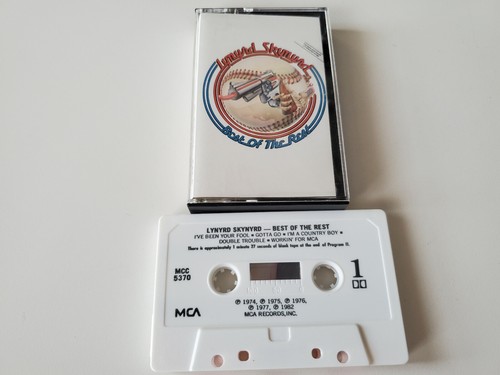 Lynyrd Skynyrd
Best Of The Rest
LYNYRD SKYNYRD — BEST OF THE REST
I'VE BEEN YOUR FOOL • GOTTA GO • I'M A COUNTRY BOY •
DOUBLE TROUBLE • WORKIN' FOR MCA
There is approximately 1 minute 27 seconds of blank tape at the end of Program II.
MCC
5370
1
MCA
℗ 1974, ℗ 1975, ℗ 1976,
℗ 1977, ℗ 1982
MCA RECORDS, INC.